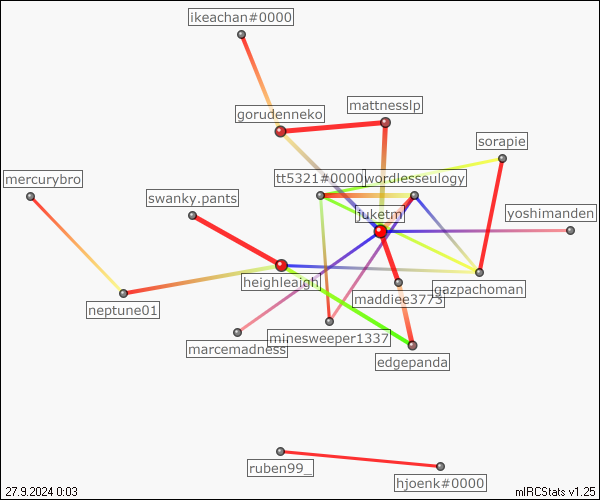 ikeachan#0000
mattnesslp
gorudenneko
sorapie
mercurybro
tt5321#0000
wordlesseulogy
swanky.pants
juketm
yoshimanden
heighleaigh
gazpachoman
maddiee3773
neptune01
minesweeper1337
marcemadness
edgepanda
ruben99_
hjoenk#0000
27.9.2024 0:03
mIRCStats v1.25